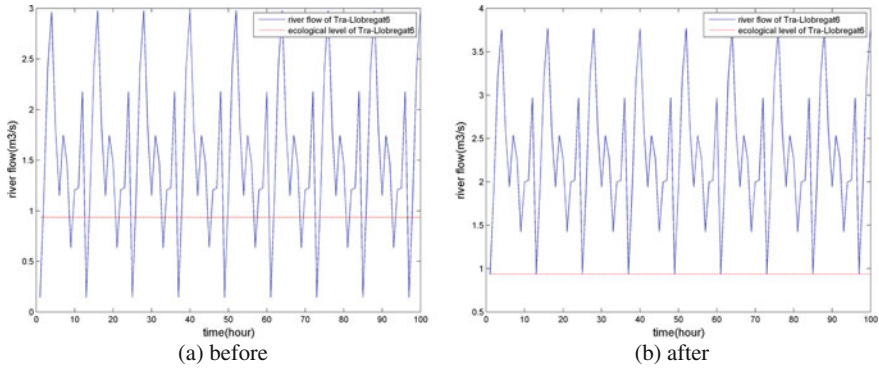 3
2.5
2
1.5
1
0.5
0
river flow(m3/s)
river flow of Tra-Llobregat6
ecological level of Tra-Llobregat6
0 10 20 30 40 50 60 70 80 90 100
time(hour)
(a) before
4
3.5
3
2.5
2
1.5
1
0.5
river flow(m3/s)
river flow of Tra-Llobregat6
ecological level of Tra-Llobregat6
0 10 20 30 40 50 60 70 80 90 100
time(hour)
(b) after